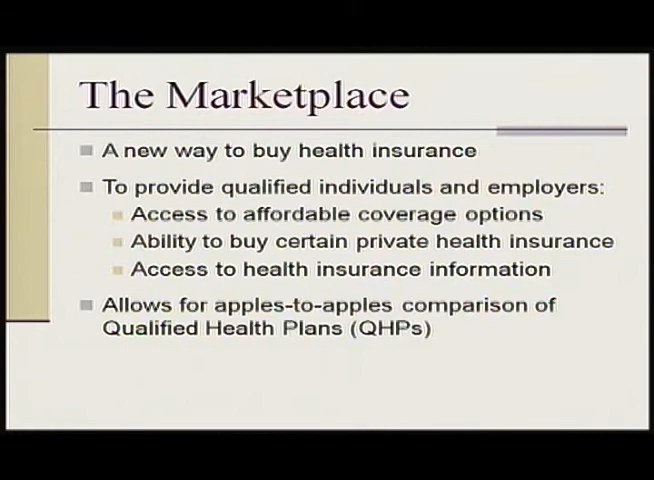 The Marketplace
A new way to buy health insurance
To provide qualified individuals and employers:
Access to affordable coverage options
Ability to buy certain private health insurance
Access to health insurance information
Allows for apples-to-apples comparison of
Qualified Health Plans (QHPs)